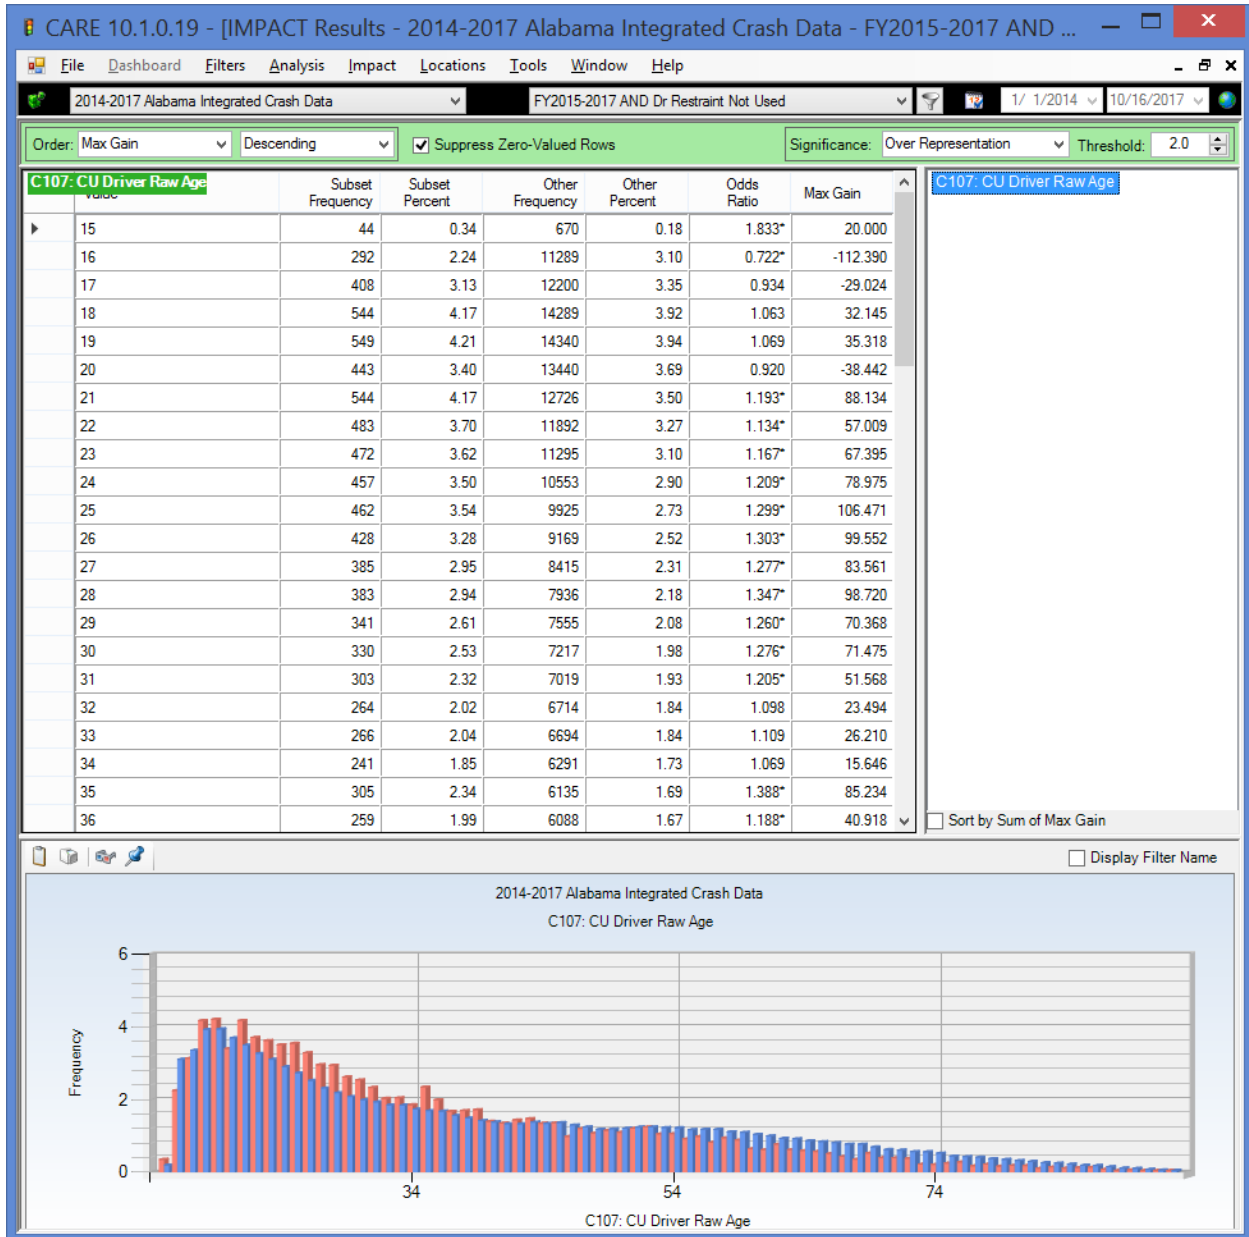 CARE 10.1.0.19 - [IMPACT Results - 2014-2017 Alabama Integrated Crash Data - FY2015-2017 AND ...
File Dashboard Filters Analysis Impact Locations Tools Window Help
2014-2017 Alabama Integrated Crash Data FY2015-2017 AND Dr Restraint Not Used 1/ 1/2014 10/16/2017
Order: Max Gain Descending Suppress Zero-Valued Rows Significance: Over Representation Threshold: 2.0
C107: CU Driver Raw Age Subset Frequency Subset Percent Other Frequency Other Percent Odds Ratio Max Gain C107: CU Driver Raw Age
15 44 0.34 670 0.18 1.833* 20.000
16 292 2.24 11289 3.10 0.722* -112.390
17 408 3.13 12200 3.35 0.934 -29.024
18 544 4.17 14289 3.92 1.063 32.145
19 549 4.21 14340 3.94 1.069 35.318
20 443 3.40 13440 3.69 0.920 -38.442
21 544 4.17 12726 3.50 1.193* 88.134
22 483 3.70 11892 3.27 1.134* 57.009
23 472 3.62 11295 3.10 1.167* 67.395
24 457 3.50 10553 2.90 1.209* 78.975
25 462 3.54 9925 2.73 1.299* 106.471
26 428 3.28 9169 2.52 1.303* 99.552
27 385 2.95 8415 2.31 1.277* 83.561
28 383 2.94 7936 2.18 1.347* 98.720
29 341 2.61 7555 2.08 1.260* 70.368
30 330 2.53 7217 1.98 1.276* 71.475
31 303 2.32 7019 1.93 1.205* 51.568
32 264 2.02 6714 1.84 1.098 23.494
33 266 2.04 6694 1.84 1.109 26.210
34 241 1.85 6291 1.73 1.069 15.646
35 305 2.34 6135 1.69 1.388* 85.234
36 259 1.99 6088 1.67 1.188* 40.918
Sort by Sum of Max Gain
Display Filter Name
2014-2017 Alabama Integrated Crash Data
C107: CU Driver Raw Age
Frequency
6
4
2
0
34 54 74
C107: CU Driver Raw Age